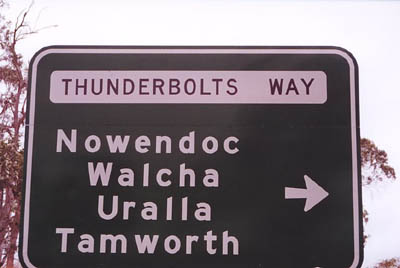 THUNDERBOLTS WAY
Nowendoc
Walcha
Uralla
Tamworth